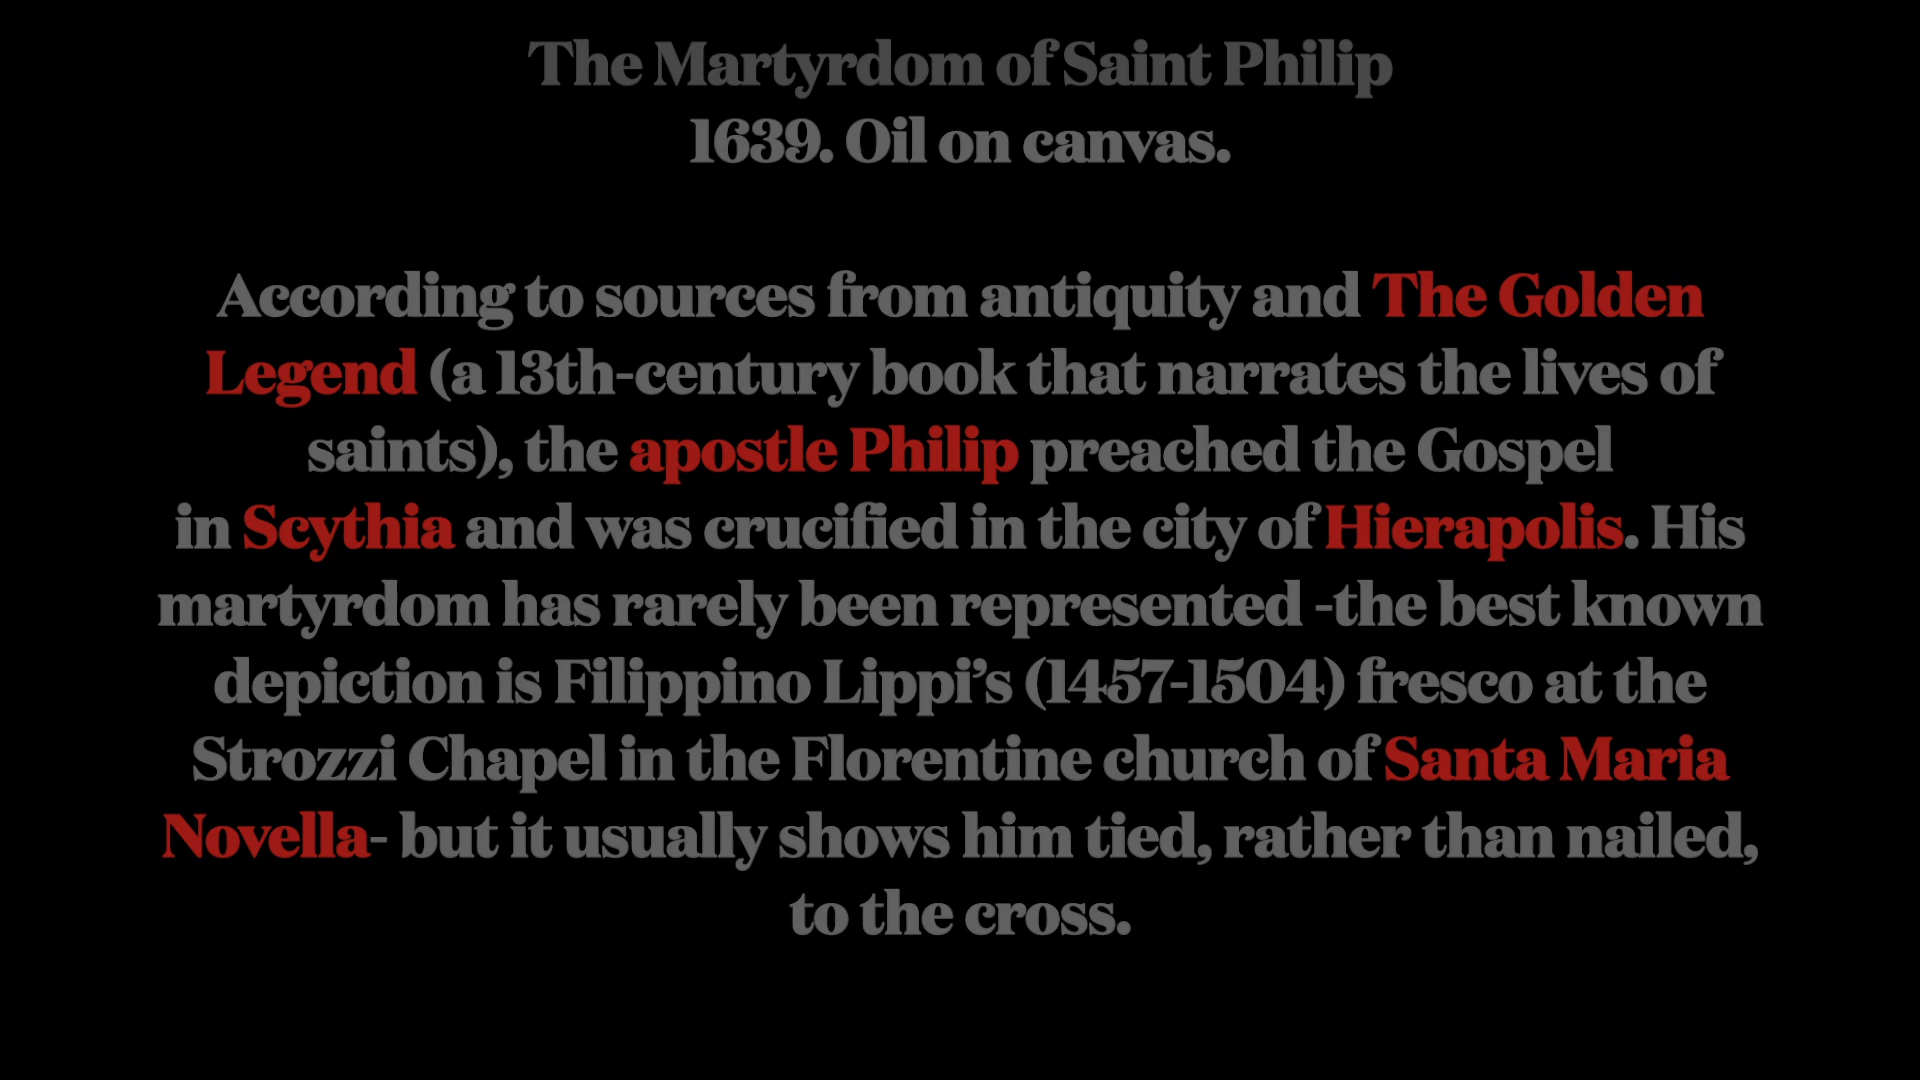 The Martyrdom of Saint Philip
1639. Oil on canvas.
According to sources from antiquity and The Golden
Legend (a 13th-century book that narrates the lives of
saints), the apostle Philip preached the Gospel
in Scythia and was crucified in the city of Hierapolis. His
martyrdom has rarely been represented -the best known
depiction is Filippino Lippi’s (1457-1504) fresco at the
Strozzi Chapel in the Florentine church of Santa Maria
Novella- but it usually shows him tied, rather than nailed,
to the cross.